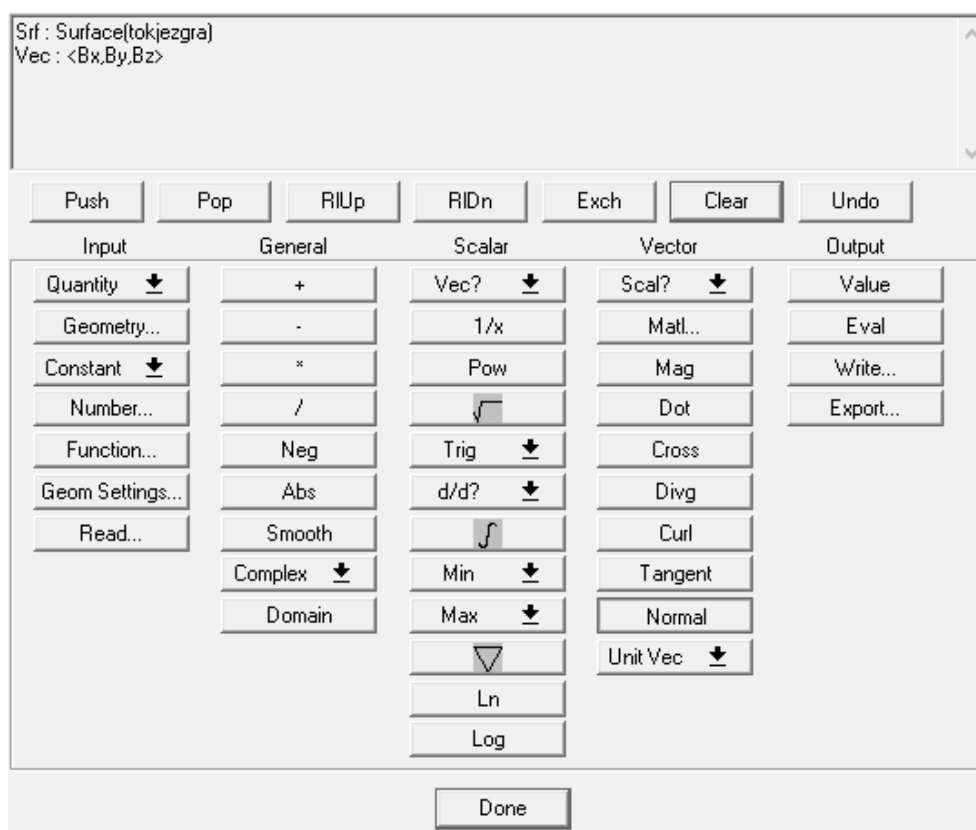 Srf : Surface(tokjezgra)
Vec : <Bx,By,Bz>
Push Pop RlUp RlDn Exch Clear Undo
Input General Scalar Vector Output
Quantity + Vec? Scal? Value
Geometry... - 1/x Matl... Eval
Constant * Pow Mag Write...
Number... / √ Dot Export...
Function... Neg Trig Cross
Geom Settings... Abs d/d? Divg
Read... Smooth ∫ Curl
Complex Min Tangent
Domain Max Normal
▽ Unit Vec
Ln
Log
Done